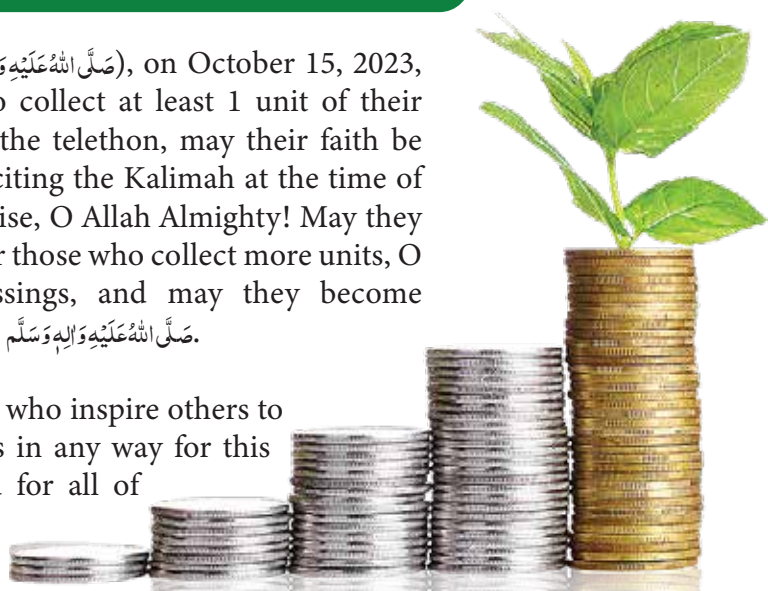 (صَلَّى اللهُ عَلَيْهِ), on October 15, 2023,
collect at least 1 unit of their
the telethon, may their faith be
citing the Kalimah at the time of
ise, O Allah Almighty! May they
those who collect more units, O
ssings, and may they become
صَلَّى اللهُ عَلَيْهِ وَاٰلِهٖ وَسَلَّم.
who inspire others to
s in any way for this
for all of